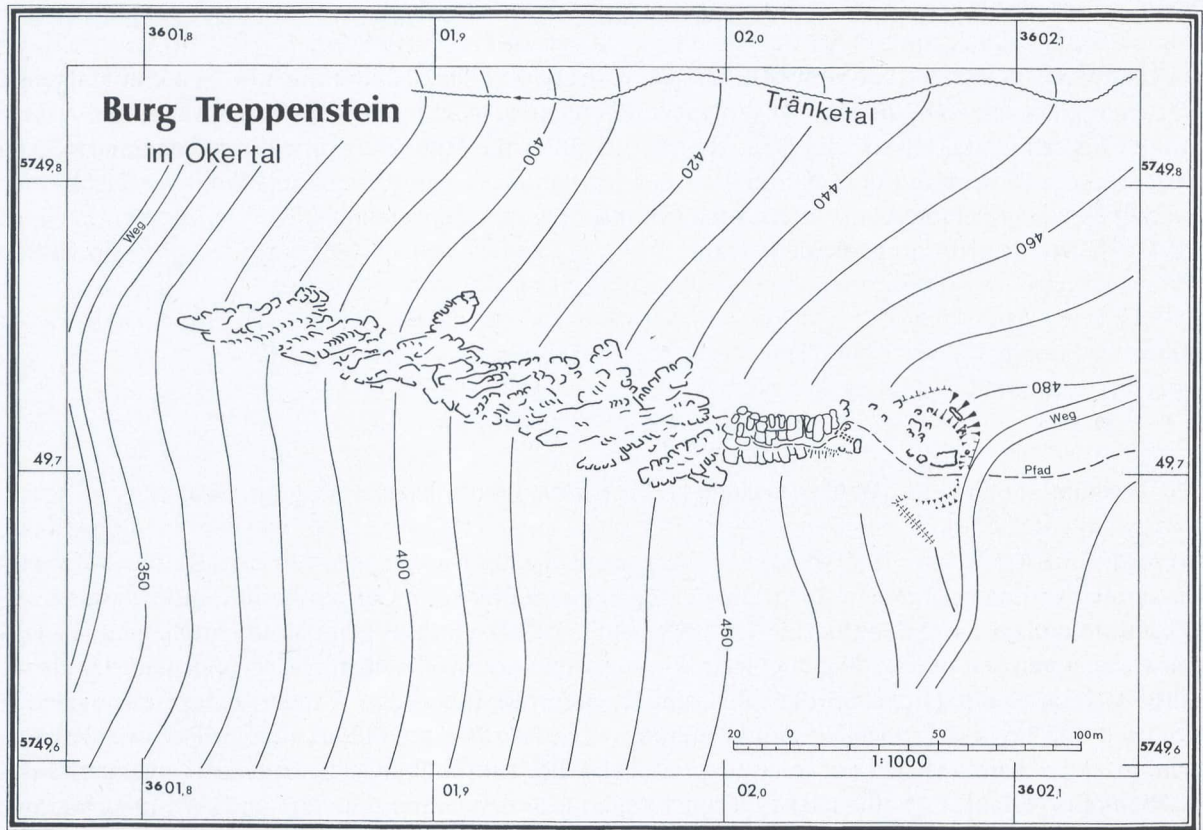 3601,8 01,9 02,0 3602,1
Burg Treppenstein
im Okertal
Tränketal
5749,8 5749,8
Weg
400
420
440
460
480
Weg
49,7 49,7
Pfad
350
400
450
20 0 50 100m
1:1000
5749,6 5749,6
3601,8 01,9 02,0 3602,1